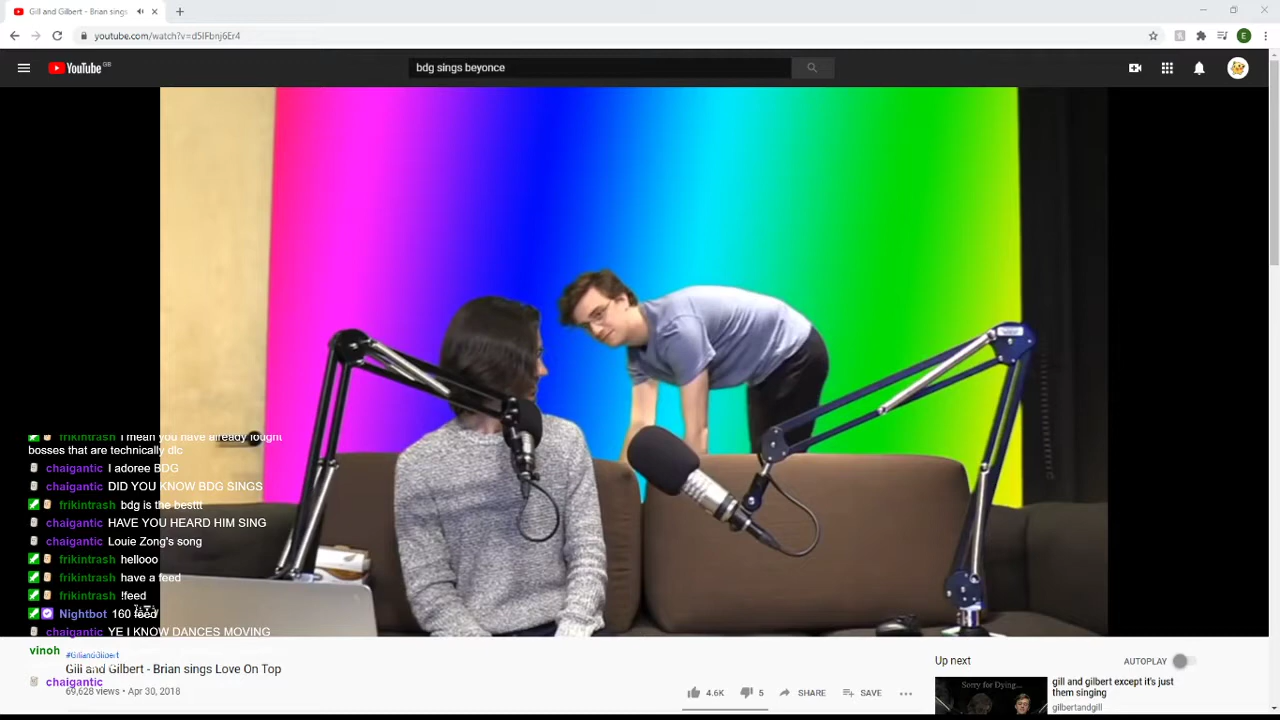 Gill and Gilbert - Brian sings
youtube.com/watch?v=d5IFbnj6Er4
YouTube GB
bdg sings beyonce
E
frikintrash I mean you have already fought
bosses that are technically dlc
chaigantic I adoree BDG
chaigantic DID YOU KNOW BDG SINGS
frikintrash bdg is the besttt
chaigantic HAVE YOU HEARD HIM SING
chaigantic Louie Zong's song
frikintrash hellooo
frikintrash have a feed
frikintrash !feed
Nightbot 160 feed
chaigantic YE I KNOW DANCES MOVING
vinoh
chaigantic
#GillandGilbert
Gill and Gilbert - Brian sings Love On Top
69,628 views • Apr 30, 2018
4.6K
5
SHARE
SAVE
Up next
AUTOPLAY
Sorry for Dying...
gill and gilbert except it's just
them singing
gilbertandgill